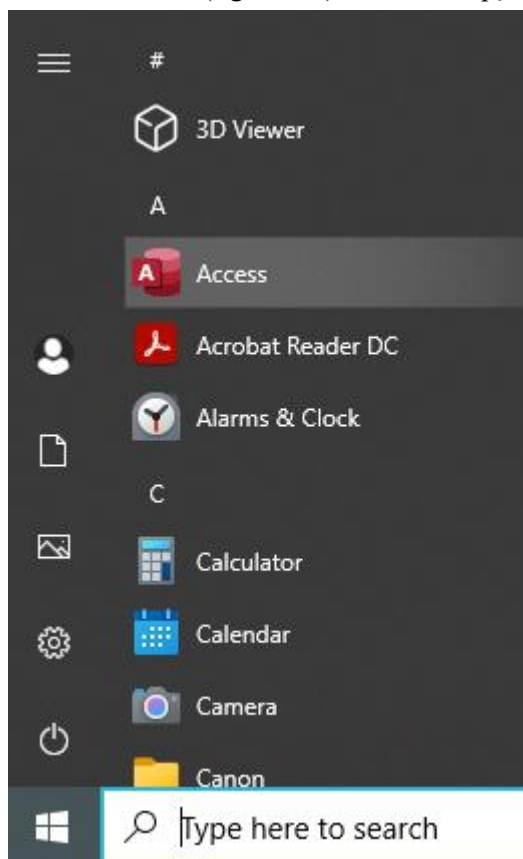 #
3D Viewer
A
A Access
Acrobat Reader DC
Alarms & Clock
C
Calculator
Calendar
Camera
Canon
Type here to search